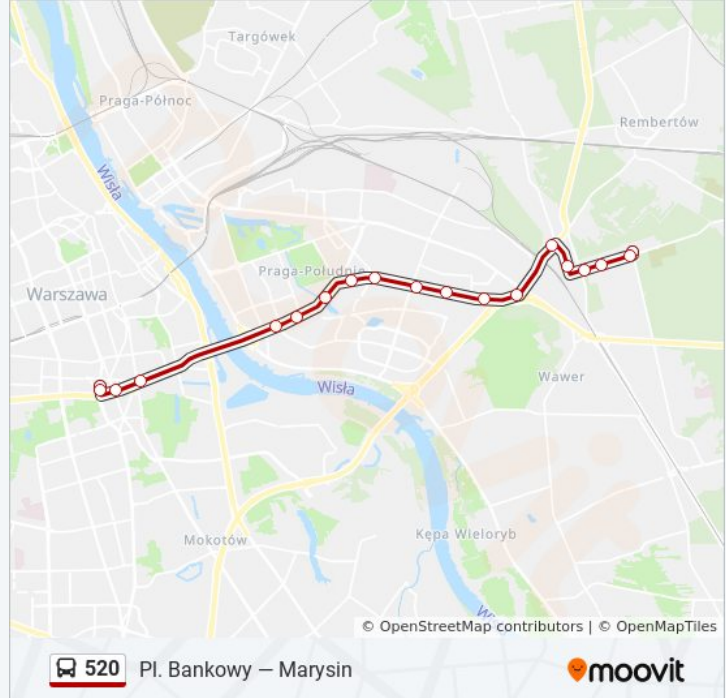 Targówek
Praga-Północ
Rembertów
Wisła
Praga-Południe
Warszawa
Wisła
Wawer
Kępa Wieloryb
Mokotów
© OpenStreetMap contributors | © OpenMapTiles
520 Pl. Bankowy — Marysin
moovit